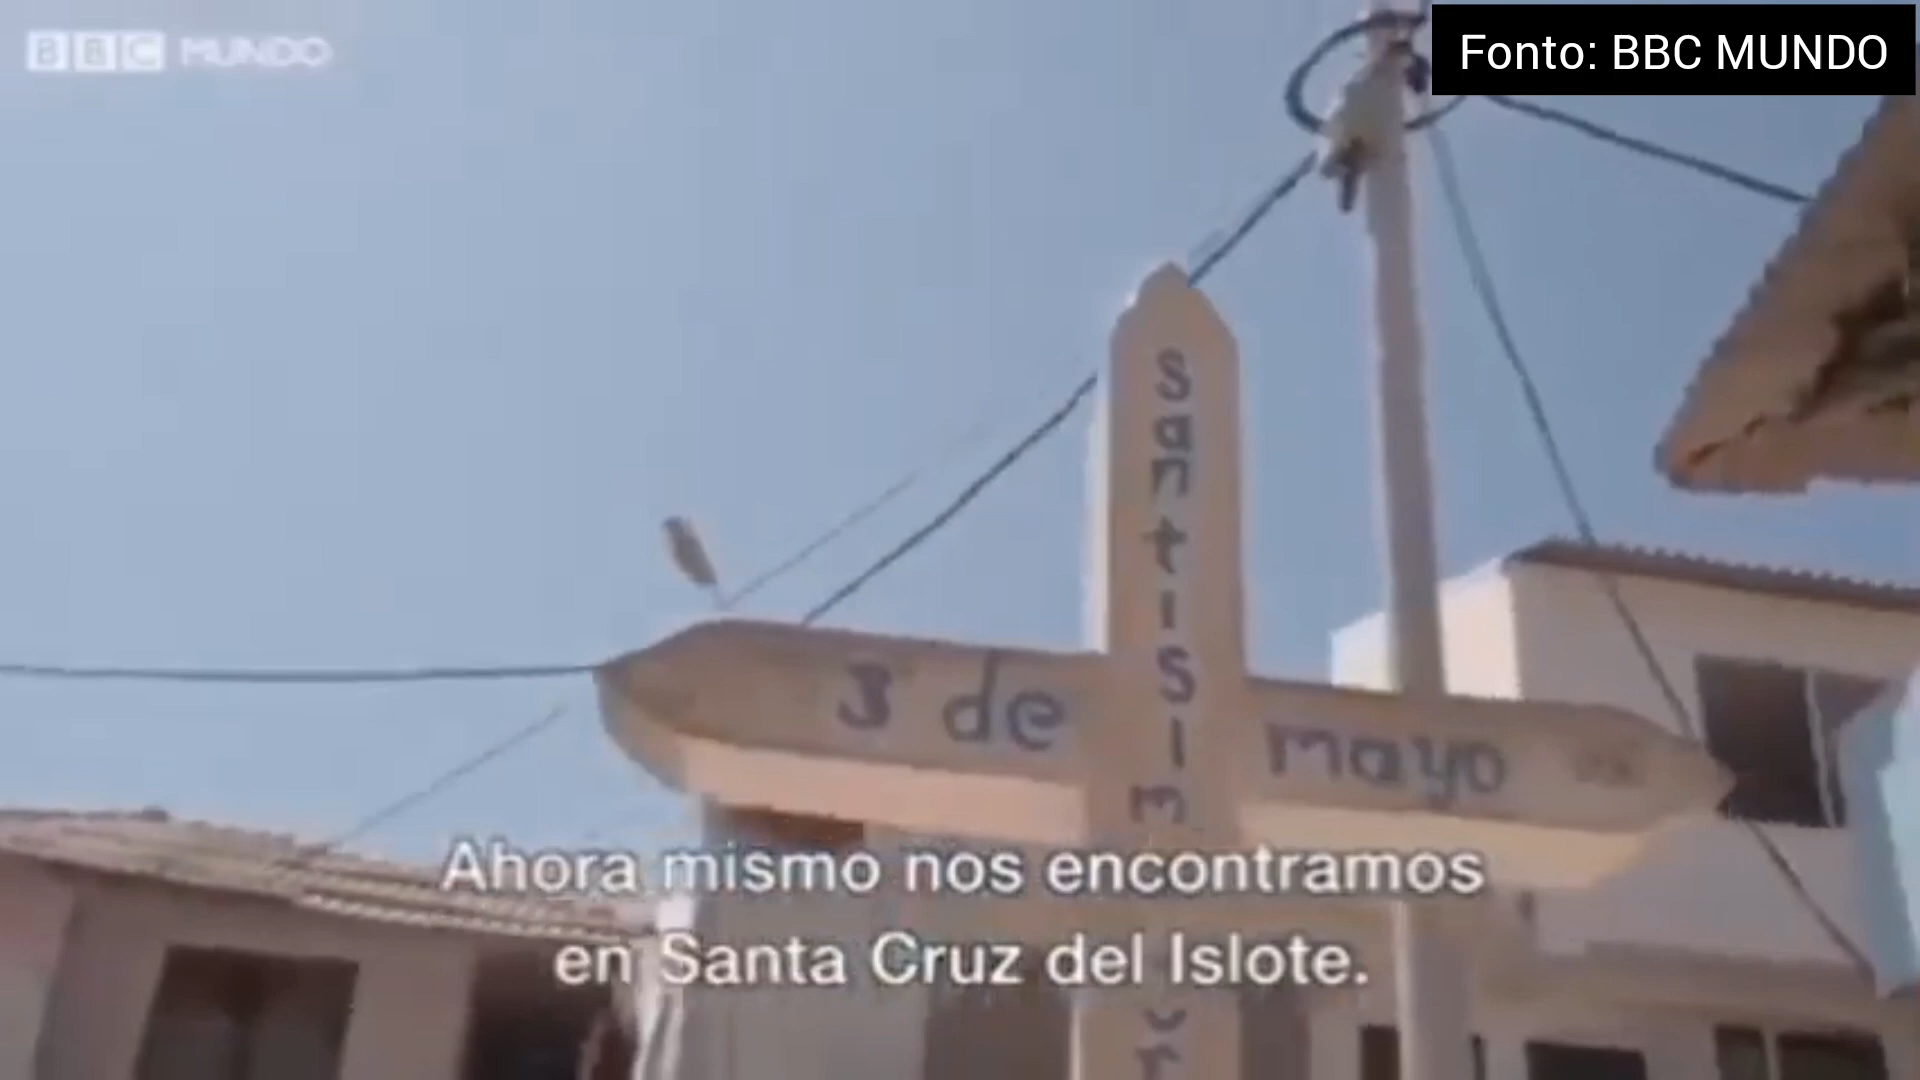 BBC MUNDO
Fonto: BBC MUNDO
santisim
3 de mayo
Ahora mismo nos encontramos
en Santa Cruz del Islote.